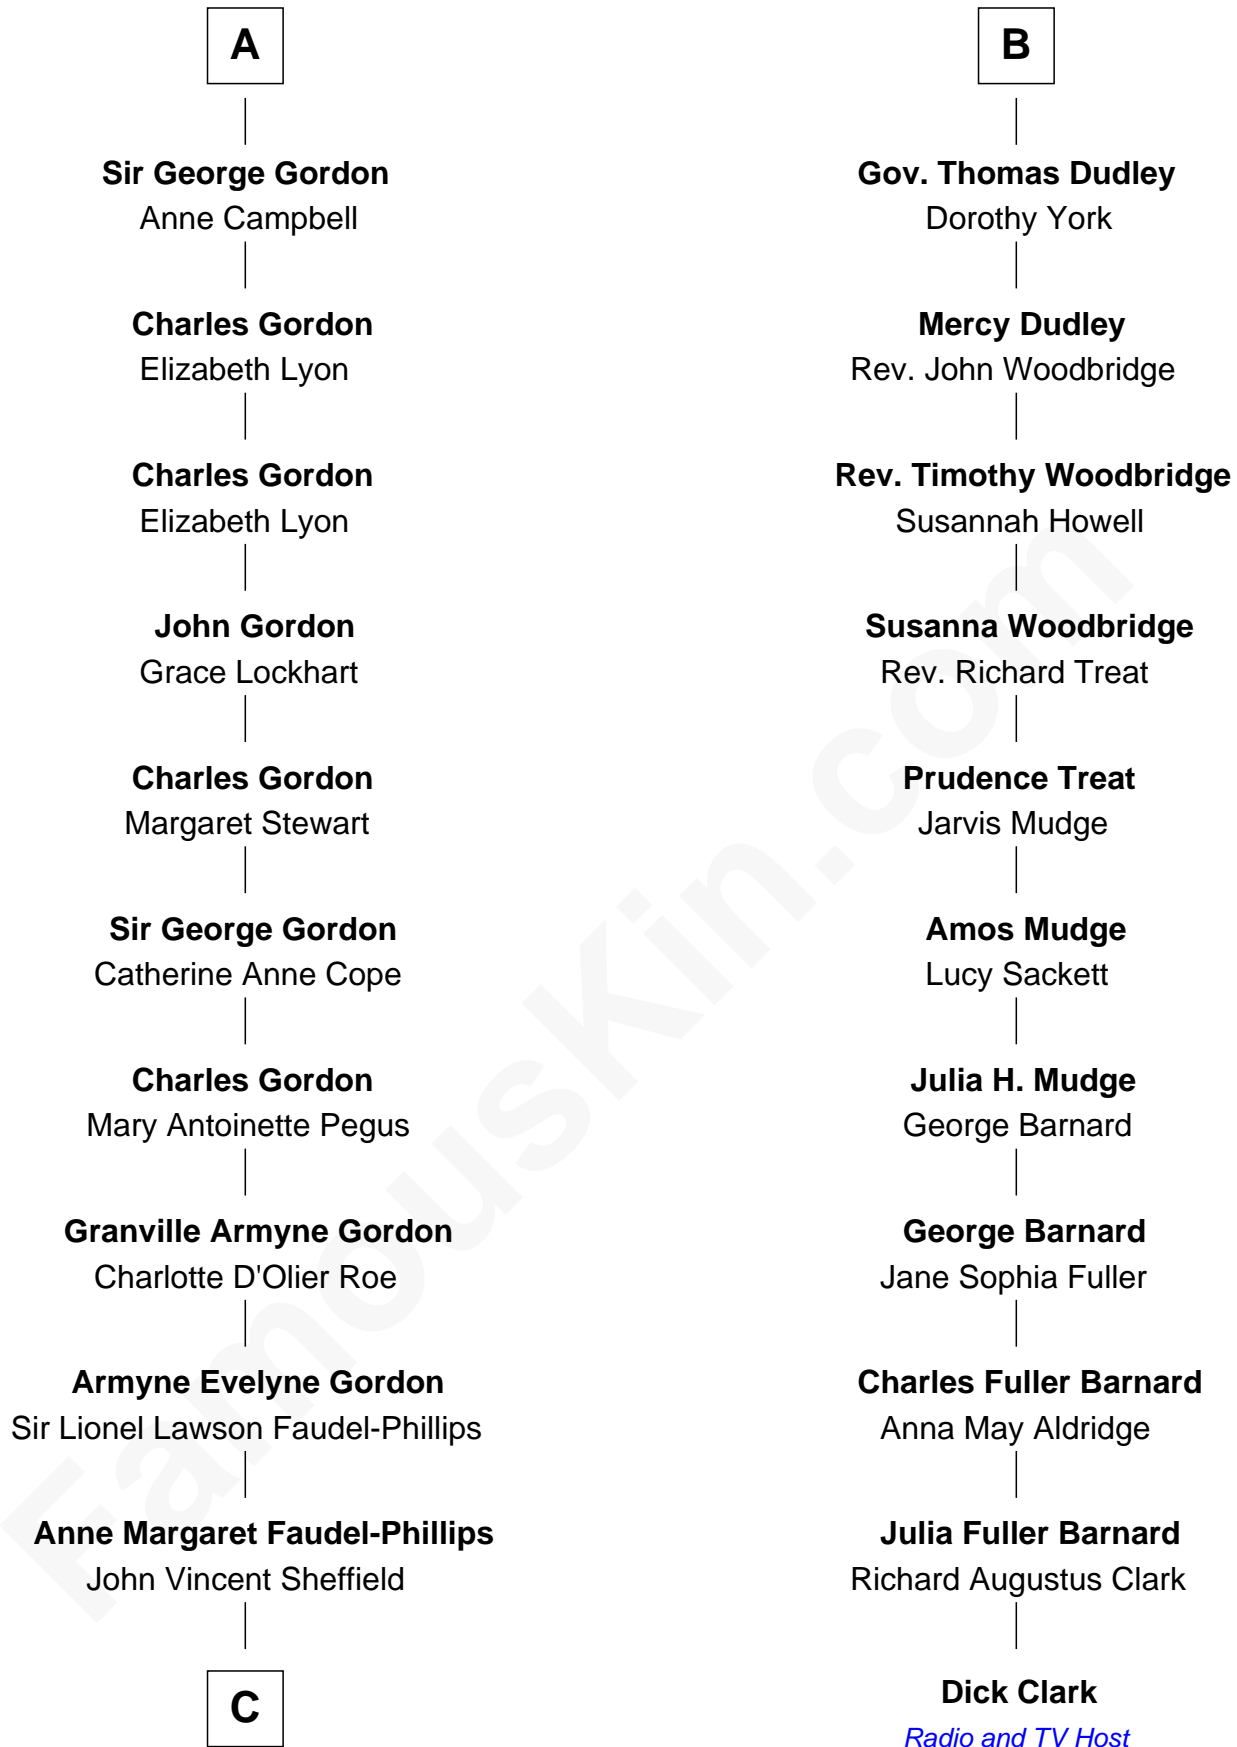 A
Sir George Gordon
Anne Campbell
Charles Gordon
Elizabeth Lyon
Charles Gordon
Elizabeth Lyon
John Gordon
Grace Lockhart
Charles Gordon
Margaret Stewart
Sir George Gordon
Catherine Anne Cope
Charles Gordon
Mary Antoinette Pegus
Granville Armyne Gordon
Charlotte D'Olier Roe
Armyne Evelyne Gordon
Sir Lionel Lawson Faudel-Phillips
Anne Margaret Faudel-Phillips
John Vincent Sheffield
C
B
Gov. Thomas Dudley
Dorothy York
Mercy Dudley
Rev. John Woodbridge
Rev. Timothy Woodbridge
Susannah Howell
Susanna Woodbridge
Rev. Richard Treat
Prudence Treat
Jarvis Mudge
Amos Mudge
Lucy Sackett
Julia H. Mudge
George Barnard
George Barnard
Jane Sophia Fuller
Charles Fuller Barnard
Anna May Aldridge
Julia Fuller Barnard
Richard Augustus Clark
Dick Clark
Radio and TV Host
FamousKin.com